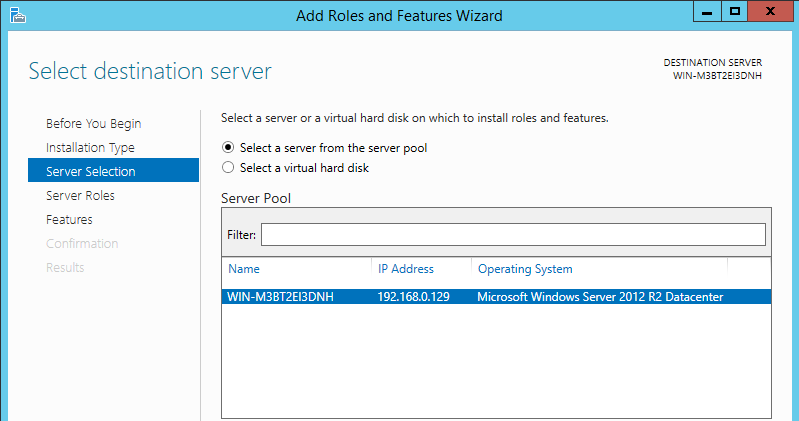 Add Roles and Features Wizard
Select destination server
DESTINATION SERVER
WIN-M3BT2EI3DNH
Before You Begin
Installation Type
Server Selection
Server Roles
Features
Confirmation
Results
Select a server or a virtual hard disk on which to install roles and features.
Select a server from the server pool
Select a virtual hard disk
Server Pool
Filter:
Name IP Address Operating System
WIN-M3BT2EI3DNH 192.168.0.129 Microsoft Windows Server 2012 R2 Datacenter